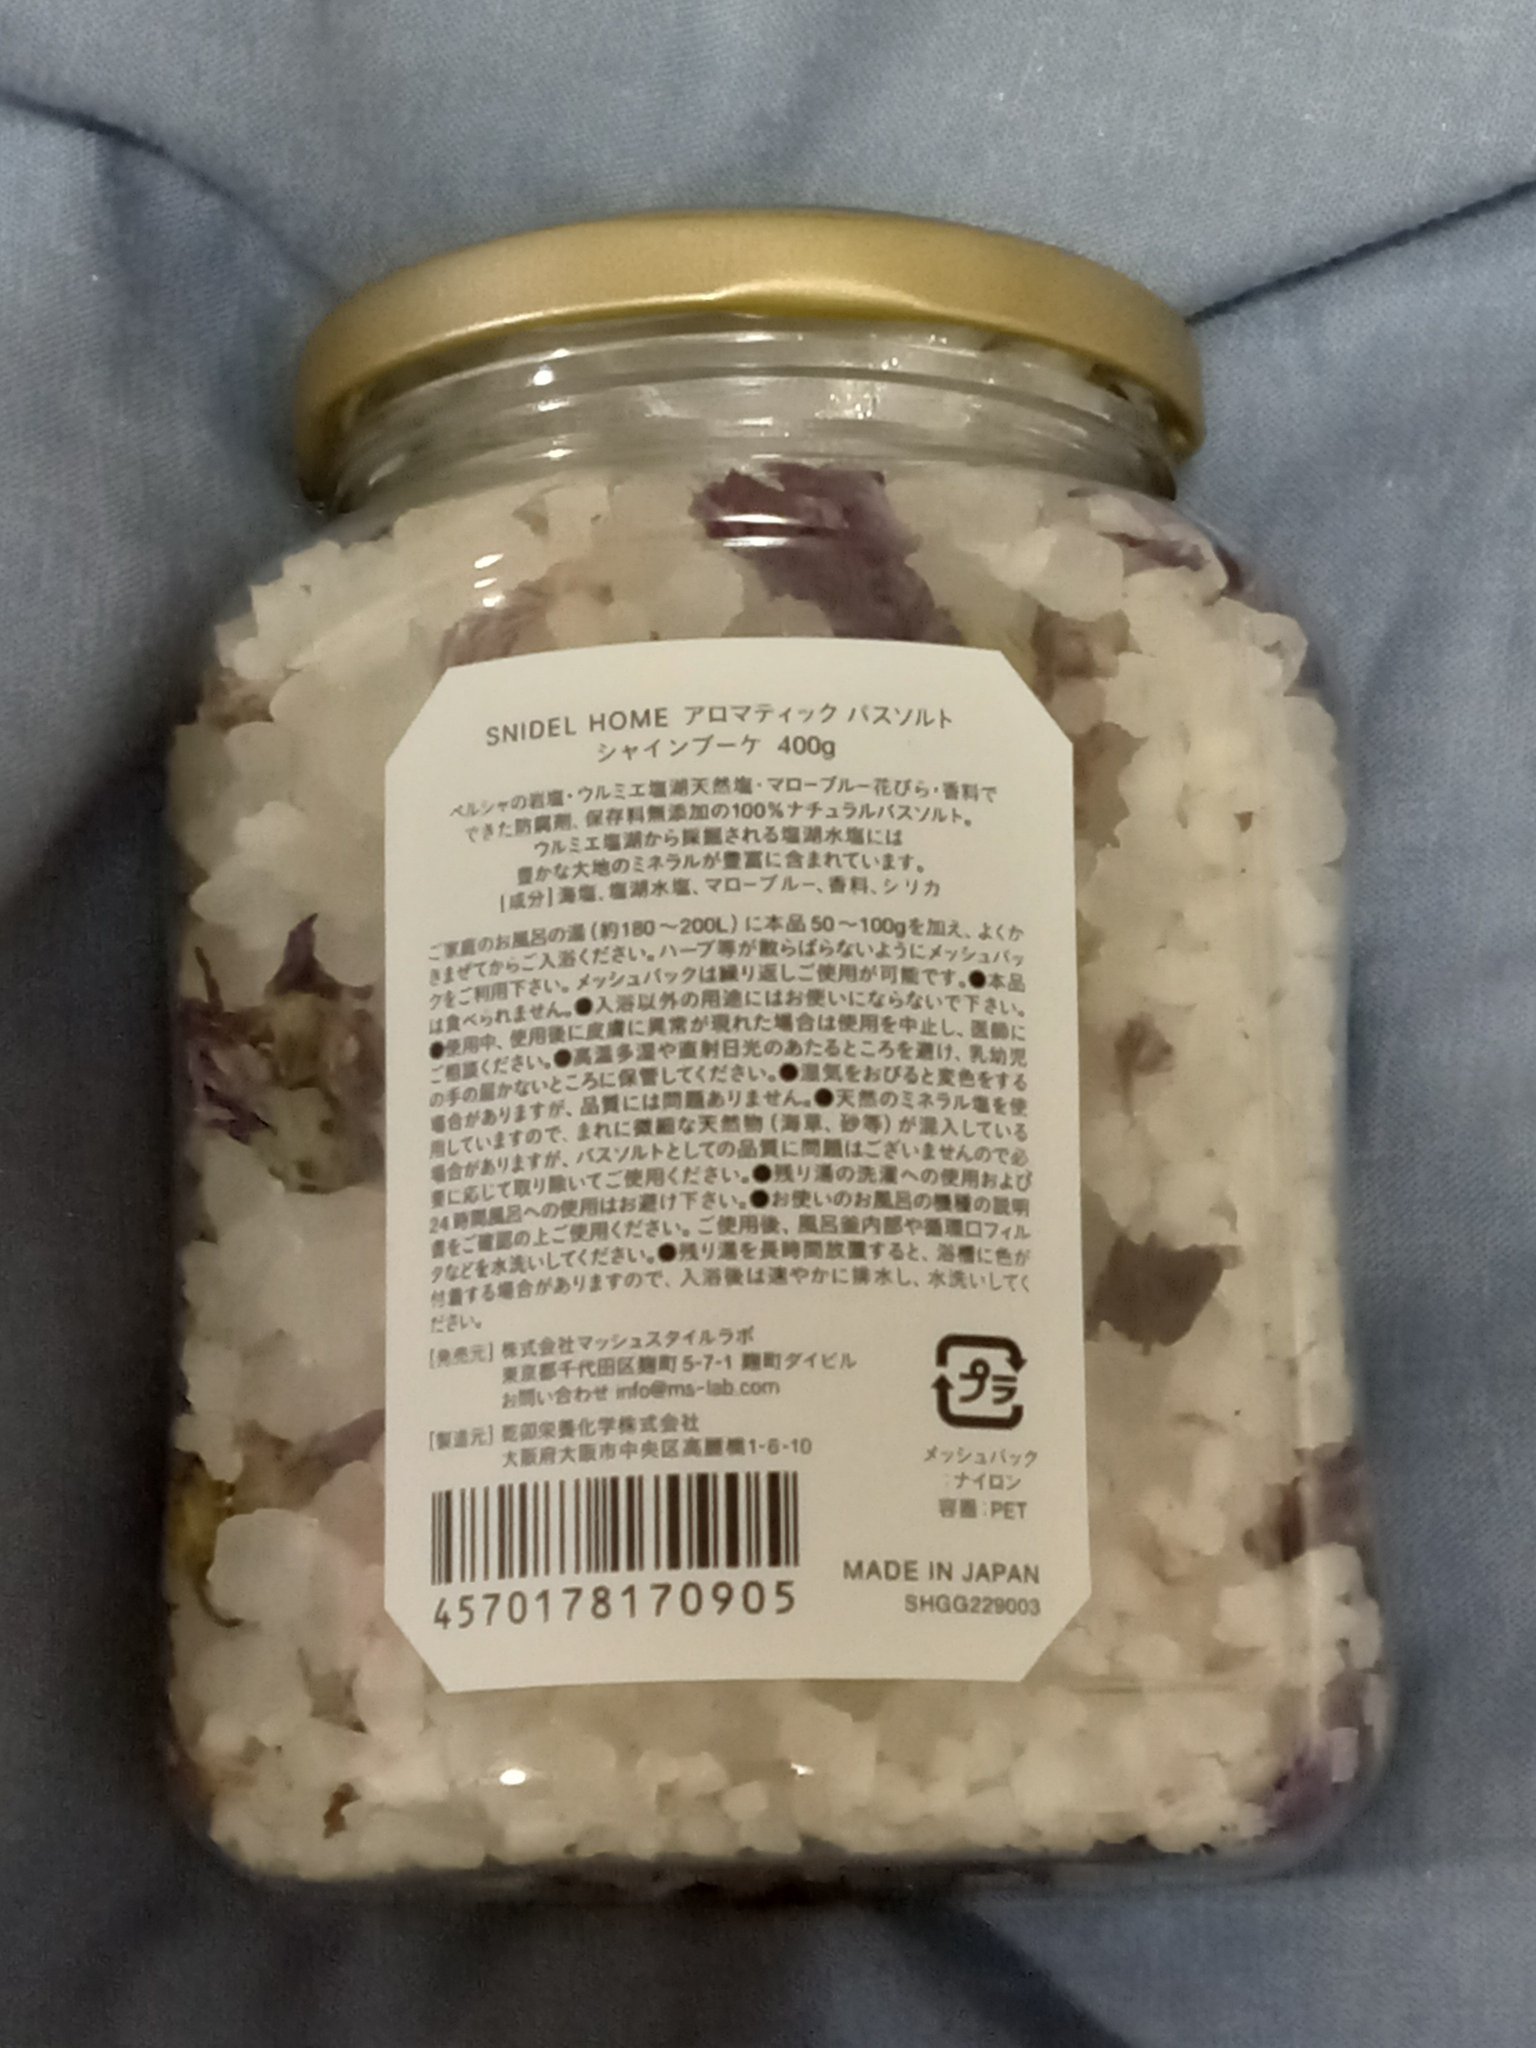 SNIDEL HOME アロマティック バスソルト
シャインブーケ 400g
ペルシャの岩塩・ウルミエ塩湖天然塩・マローブルー花びら・香料で
できた防腐剤、保存料無添加の100%ナチュラルバスソルト。
ウルミエ塩湖から採掘される塩湖水塩には
豊かな大地のミネラルが豊富に含まれています。
[成分]海塩、塩湖水塩、マローブルー、香料、シリカ
ご家庭のお風呂の湯(約180～200L)に本品50～100gを加え、よくか
きまぜてからご入浴ください。ハーブ等が散らばらないようにメッシュバッ
クをご利用下さい。メッシュバックは繰り返しご使用が可能です。●本品
は食べられません。●入浴以外の用途にはお使いにならないで下さい。
●使用中、使用後に皮膚に異常が現れた場合は使用を中止し、医師に
ご相談ください。●高温多湿や直射日光のあたるところを避け、乳幼児
の手の届かないところに保管してください。●湿気をおびると変色をする
場合がありますが、品質には問題ありません。●天然のミネラル塩を使
用していますので、まれに微細な天然物(海草、砂等)が混入している
場合がありますが、バスソルトとしての品質に問題はございませんので必
要に応じて取り除いてご使用ください。●残り湯の洗濯への使用および
24時間風呂への使用はお避け下さい。●お使いのお風呂の機種の説明
書をご確認の上ご使用ください。ご使用後、風呂釜内部や循環口フィル
タなどを水洗いしてください。●残り湯を長時間放置すると、浴槽に色が
付着する場合がありますので、入浴後は速やかに排水し、水洗いしてく
ださい。
[発売元] 株式会社マッシュスタイルラボ
東京都千代田区麹町5-7-1 麹町ダイビル
お問い合わせ info@ms-lab.com
[製造元] 乾卯栄養化学株式会社
大阪府大阪市中央区高麗橋1-6-10
プラ
メッシュバック
:ナイロン
容器:PET
4570178170905
MADE IN JAPAN
SHGG229003